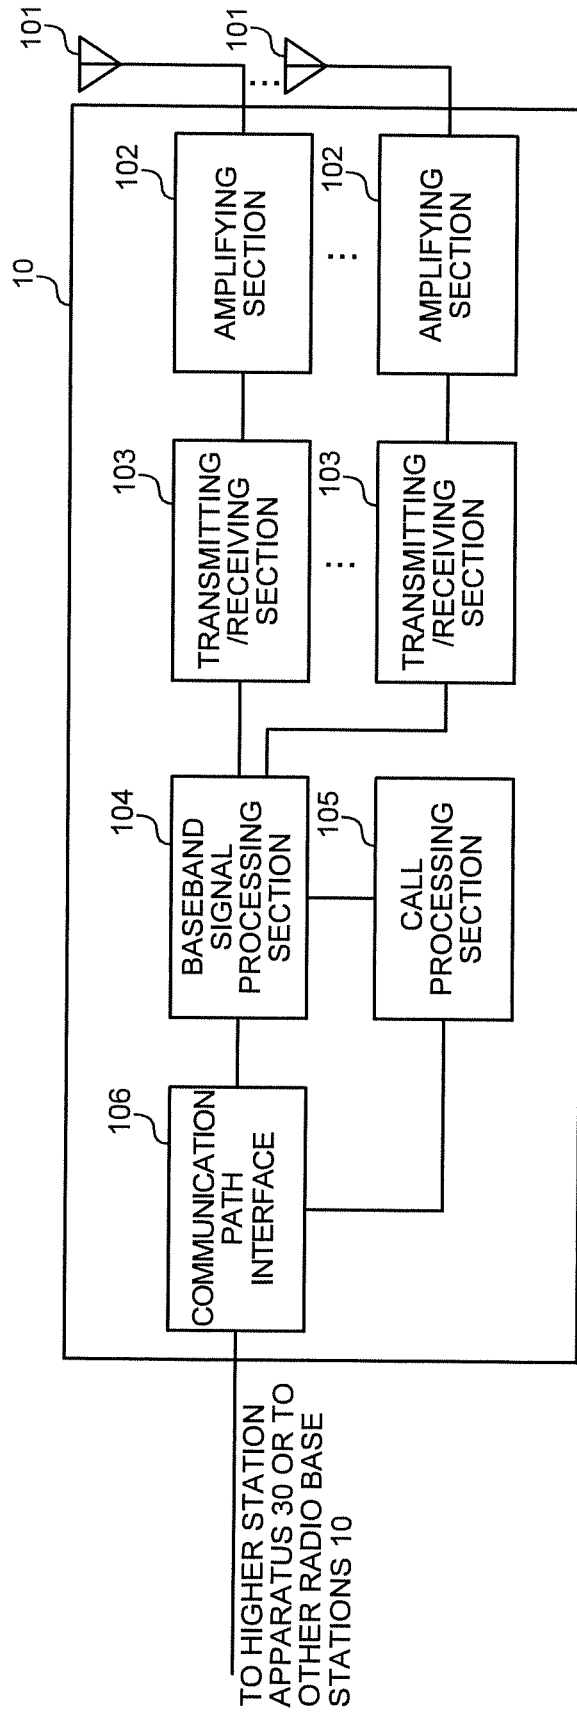 10
101
101
...
106
COMMUNICATION
PATH
INTERFACE
104
BASEBAND
SIGNAL
PROCESSING
SECTION
103
TRANSMITTING
/RECEIVING
SECTION
102
AMPLIFYING
SECTION
...
...
105
CALL
PROCESSING
SECTION
103
TRANSMITTING
/RECEIVING
SECTION
102
AMPLIFYING
SECTION
TO HIGHER STATION
APPARATUS 30 OR TO
OTHER RADIO BASE
STATIONS 10